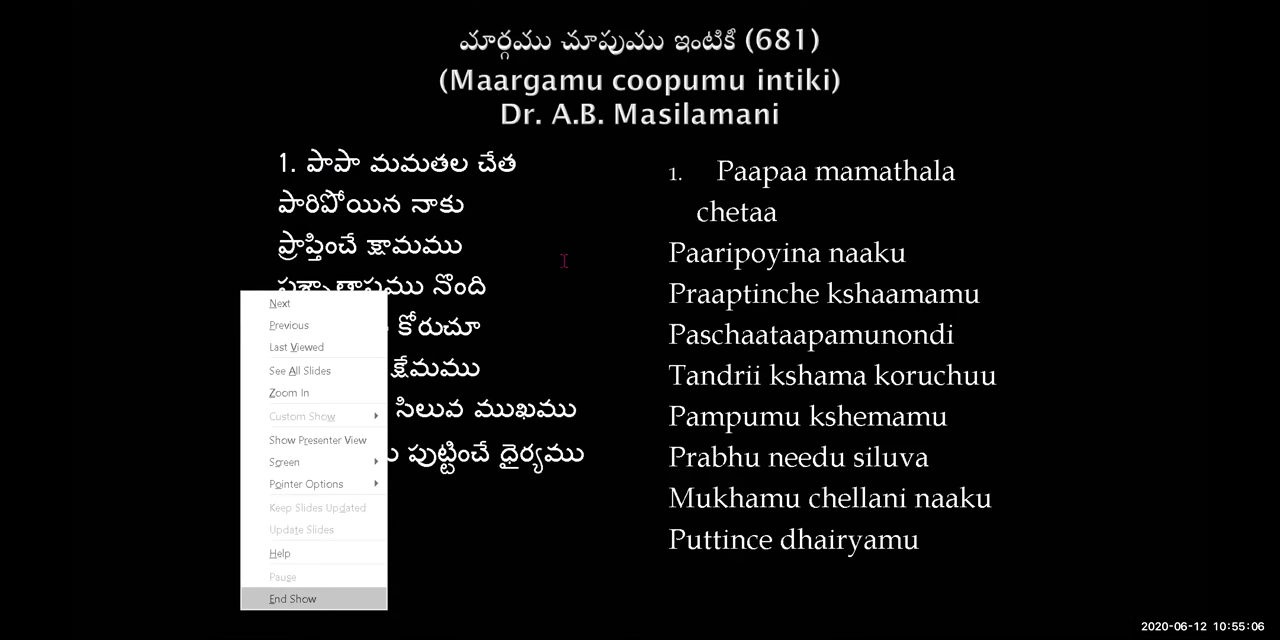 మార్గము చూపుము ఇంటికి (681)
(Maargamu coopumu intiki)
Dr. A.B. Masilamani
1. పాపా మమతల చేత
పారిపోయిన నాకు
ప్రాప్తించే క్షామము
పశ్చాత్తాపము నొంది
కోరుచూ
క్షేమము
సిలువ ముఖము
పుట్టించే ధైర్యము
1. Paapaa mamathala
chetaa
Paaripoyina naaku
Praaptinche kshaamamu
Paschaataapamunondi
Tandrii kshama koruchuu
Pampumu kshemamu
Prabhu needu siluva
Mukhamu chellani naaku
Puttince dhairyamu
Next
Previous
Last Viewed
See All Slides
Zoom In
Custom Show
Show Presenter View
Screen
Pointer Options
Keep Slides Updated
Update Slides
Help
Pause
End Show
2020-06-12 10:55:06